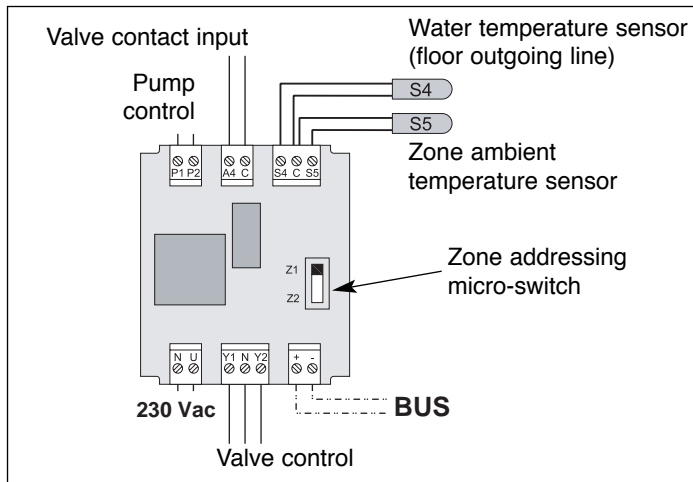 Valve contact input
Water temperature sensor
(floor outgoing line)
Pump
control
S4
S5
Zone ambient
temperature sensor
P1 P2
A4 C
S4 C S5
Z1
Z2
Zone addressing
micro-switch
N U
Y1 N Y2
+ -
230 Vac
BUS
Valve control